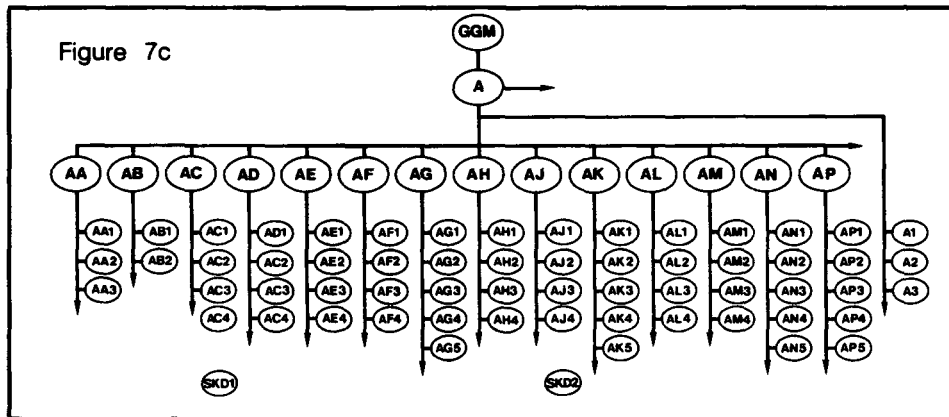 GGM
Figure 7c
A
AA AB AC AD AE AF AG AH AJ AK AL AM AN AP
AA1 AB1 AC1 AD1 AE1 AF1 AG1 AH1 AJ1 AK1 AL1 AM1 AN1 AP1 A1
AA2 AB2 AC2 AC2 AE2 AF2 AG2 AH2 AJ2 AK2 AL2 AM2 AN2 AP2 A2
AA3 AC3 AC3 AE3 AF3 AG3 AH3 AJ3 AK3 AL3 AM3 AN3 AP3 A3
AC4 AC4 AE4 AF4 AG4 AH4 AJ4 AK4 AL4 AM4 AN4 AP4
AG5 AK5 AN5 AP5
SKD1 SKD2